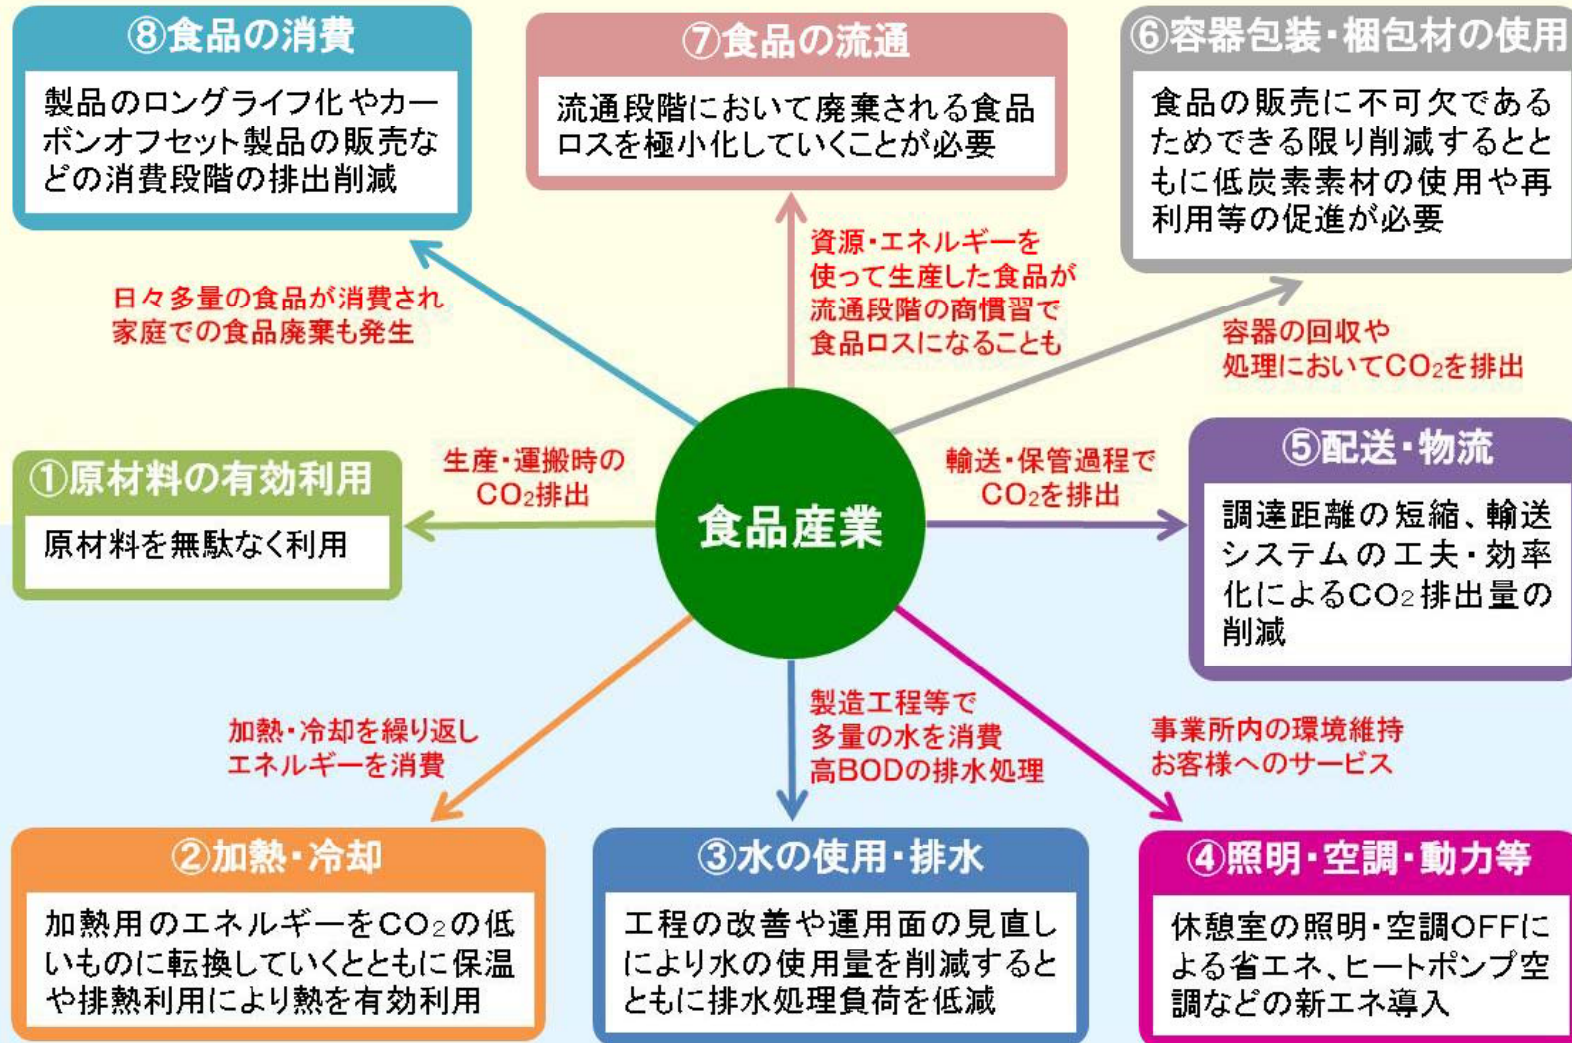 ⑧食品の消費
製品のロングライフ化やカー
ボンオフセット製品の販売な
どの消費段階の排出削減
⑦食品の流通
流通段階において廃棄される食品
ロスを極小化していくことが必要
⑥容器包装・梱包材の使用
食品の販売に不可欠である
ためできる限り削減するとと
もに低炭素素材の使用や再
利用等の促進が必要
日々多量の食品が消費され
家庭での食品廃棄も発生
資源・エネルギーを
使って生産した食品が
流通段階の商慣習で
食品ロスになることも
容器の回収や
処理においてCO₂を排出
①原材料の有効利用
原材料を無駄なく利用
生産・運搬時の
CO₂排出
食品産業
輸送・保管過程で
CO₂を排出
⑤配送・物流
調達距離の短縮、輸送
システムの工夫・効率
化によるCO₂排出量の
削減
加熱・冷却を繰り返し
エネルギーを消費
製造工程等で
多量の水を消費
高BODの排水処理
事業所内の環境維持
お客様へのサービス
②加熱・冷却
加熱用のエネルギーをCO₂の低
いものに転換していくとともに保温
や排熱利用により熱を有効利用
③水の使用・排水
工程の改善や運用面の見直し
により水の使用量を削減すると
ともに排水処理負荷を低減
④照明・空調・動力等
休憩室の照明・空調OFFに
よる省エネ、ヒートポンプ空
調などの新エネ導入